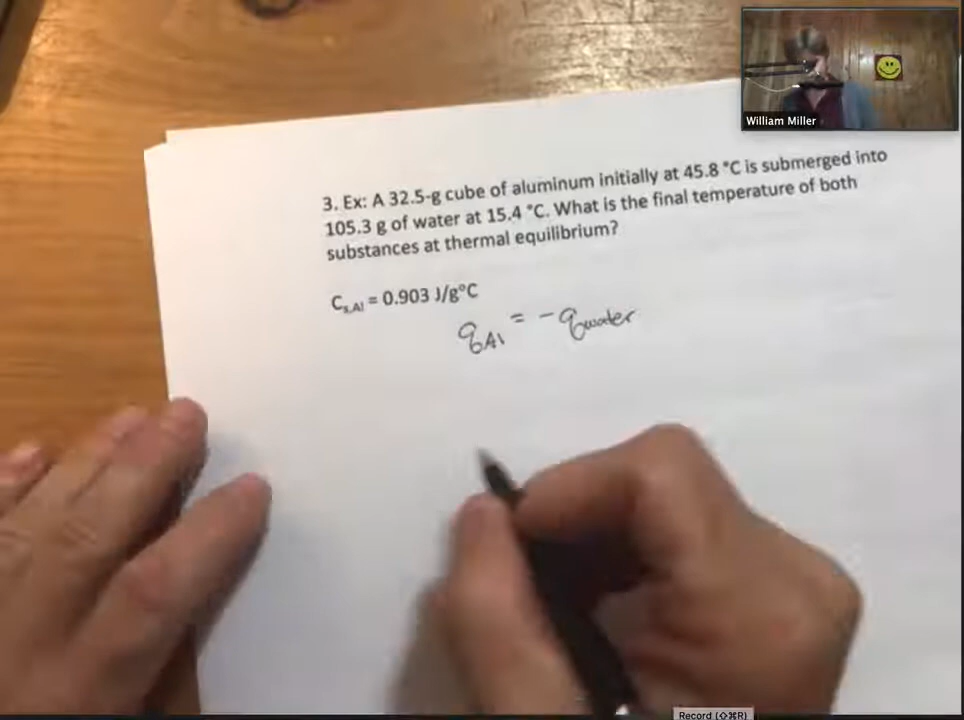 William Miller
3. Ex: A 32.5-g cube of aluminum initially at 45.8 °C is submerged into
105.3 g of water at 15.4 °C. What is the final temperature of both
substances at thermal equilibrium?
Cs,Al = 0.903 J/g°C
qAl = -qwater
Record (⇧⌘R)